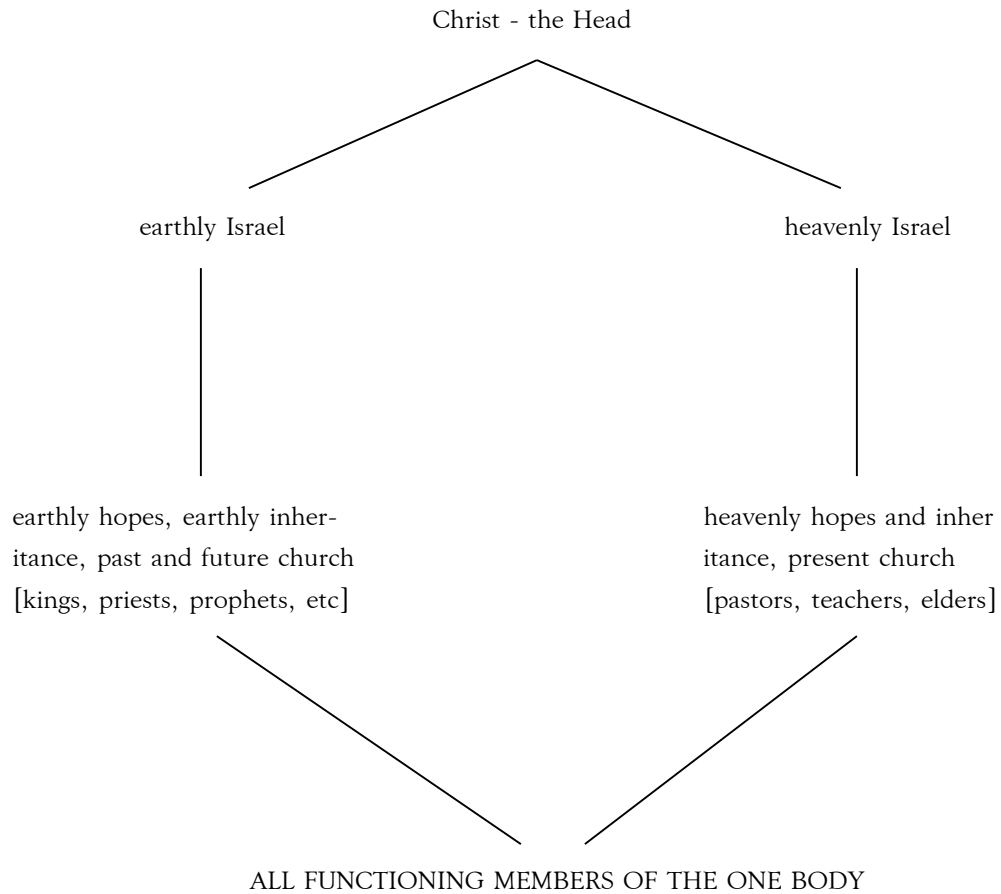 Christ - the Head
earthly Israel
heavenly Israel
earthly hopes, earthly inher-
itance, past and future church
[kings, priests, prophets, etc]
heavenly hopes and inher
itance, present church
[pastors, teachers, elders]
ALL FUNCTIONING MEMBERS OF THE ONE BODY